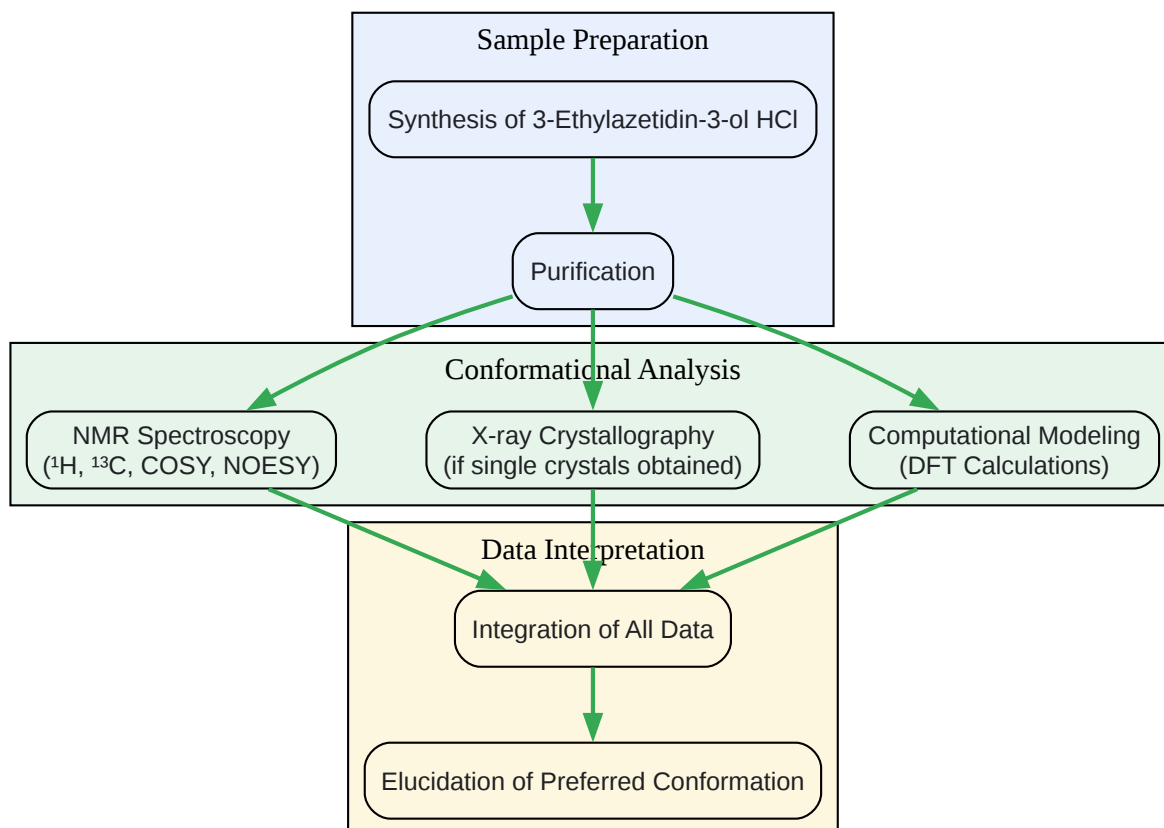 Sample Preparation
Synthesis of 3-Ethylazetidin-3-ol HCl
Purification
Conformational Analysis
NMR Spectroscopy
(¹H, ¹³C, COSY, NOESY)
X-ray Crystallography
(if single crystals obtained)
Computational Modeling
(DFT Calculations)
Data Interpretation
Integration of All Data
Elucidation of Preferred Conformation